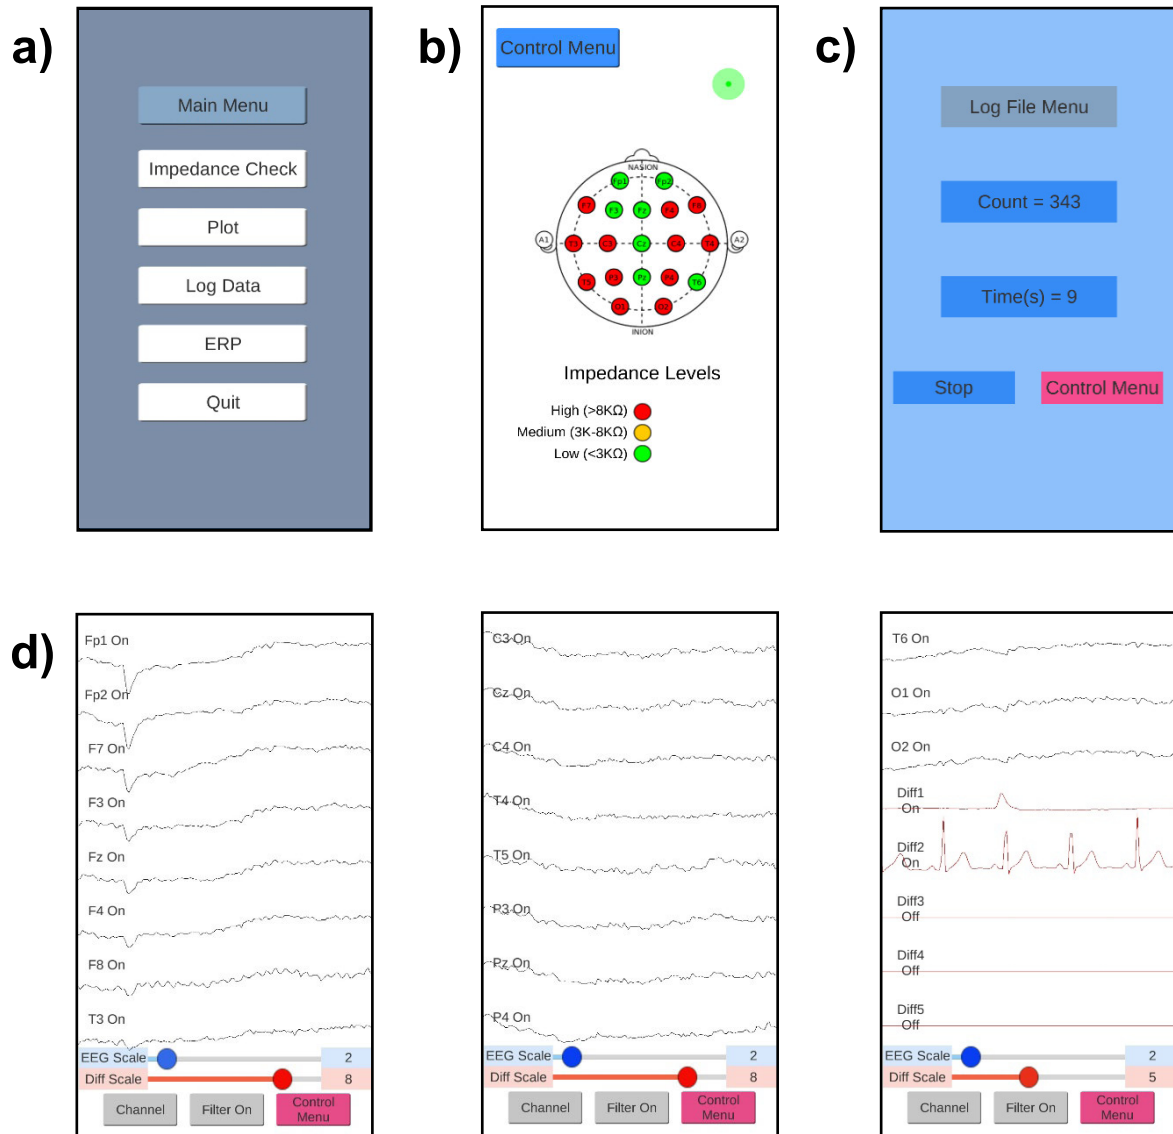 a)
Main Menu
Impedance Check
Plot
Log Data
ERP
Quit
b)
Control Menu
NASION
Fp1 Fp2
F7 F3 Fz F4 F8
A1 T3 C3 Cz C4 T4 A2
T5 P3 Pz P4 T6
O1 O2
INION
Impedance Levels
High (>8KΩ)
Medium (3K-8KΩ)
Low (<3KΩ)
c)
Log File Menu
Count = 343
Time(s) = 9
Stop Control Menu
d)
Fp1 On
Fp2 On
F7 On
F3 On
Fz On
F4 On
F8 On
T3 On
EEG Scale 2
Diff Scale 8
Channel Filter On Control
Menu
C3 On
Cz On
C4 On
T4 On
T5 On
P3 On
Pz On
P4 On
EEG Scale 2
Diff Scale 8
Channel Filter On Control
Menu
T6 On
O1 On
O2 On
Diff1
On
Diff2
On
Diff3
Off
Diff4
Off
Diff5
Off
EEG Scale 2
Diff Scale 5
Channel Filter On Control
Menu